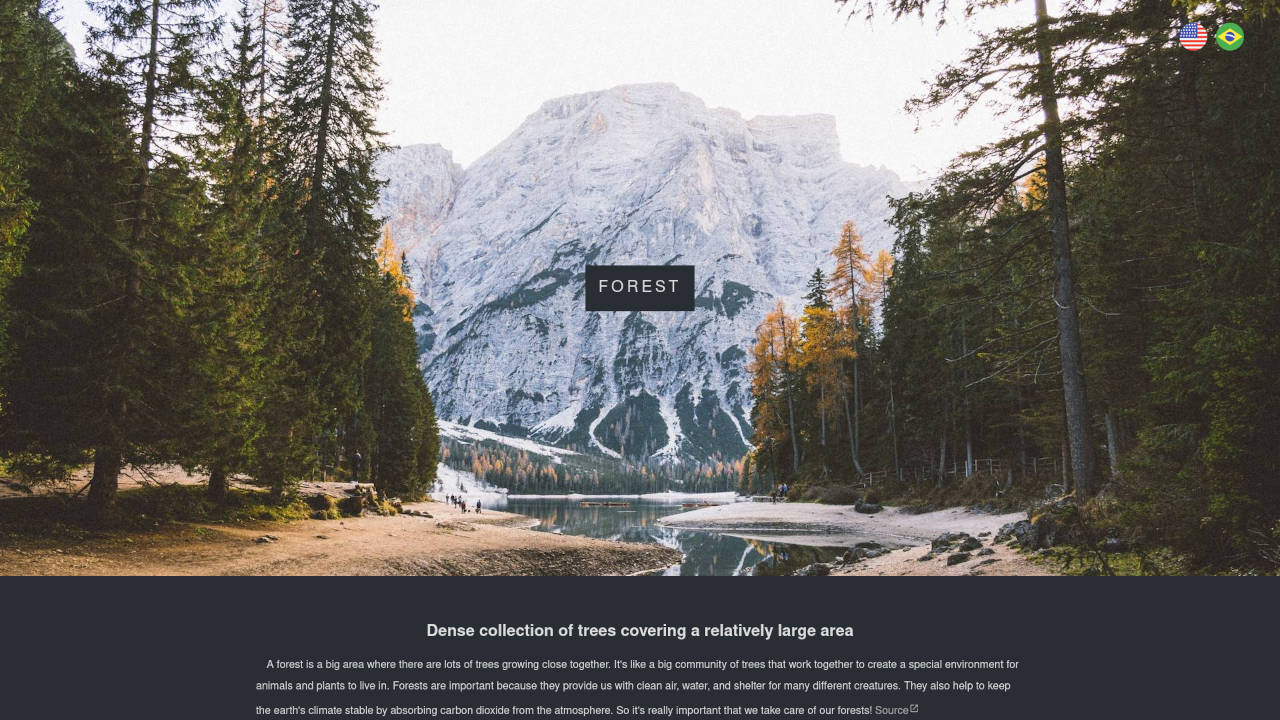 FOREST
Dense collection of trees covering a relatively large area
A forest is a big area where there are lots of trees growing close together. It's like a big community of trees that work together to create a special environment for
animals and plants to live in. Forests are important because they provide us with clean air, water, and shelter for many different creatures. They also help to keep
the earth's climate stable by absorbing carbon dioxide from the atmosphere. So it's really important that we take care of our forests! Source